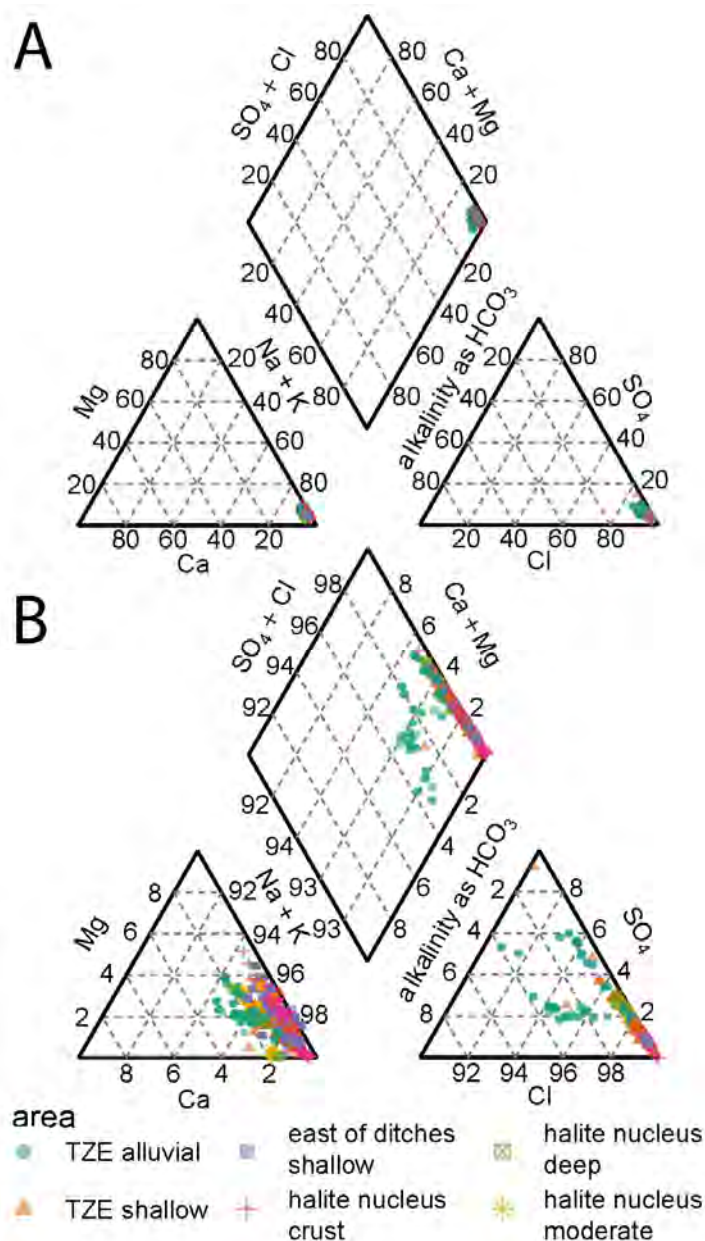 A
SO4 + Cl
Ca + Mg
80 80
60 60
40 40
20 20
20 20
40 40
60 60
80 80
alkalinity as HCO3
Mg
Na + K
SO4
80 20
60 40
40 60
20 80
80 60 40 20
Ca
20 80
40 60
60 40
80 20
20 40 60 80
Cl
B
SO4 + Cl
Ca + Mg
98 8
96 6
94 4
92 2
92 2
94 4
93 6
93 8
alkalinity as HCO3
Mg
Na + K
SO4
8 92
6 94
4 96
2 98
8 6 4 2
Ca
2 8
4 6
6 4
8 2
92 94 96 98
Cl
area
TZE alluvial
east of ditches
shallow
halite nucleus
deep
TZE shallow
halite nucleus
crust
halite nucleus
moderate